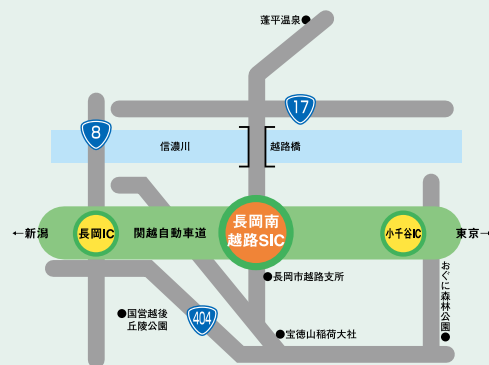 蓬平温泉
17
8
信濃川
越路橋
←新潟
長岡IC
関越自動車道
長岡南
越路SIC
小千谷IC
東京→
長岡市越路支所
おぐに森林公園
国営越後
丘陵公園
404
宝徳山稲荷大社